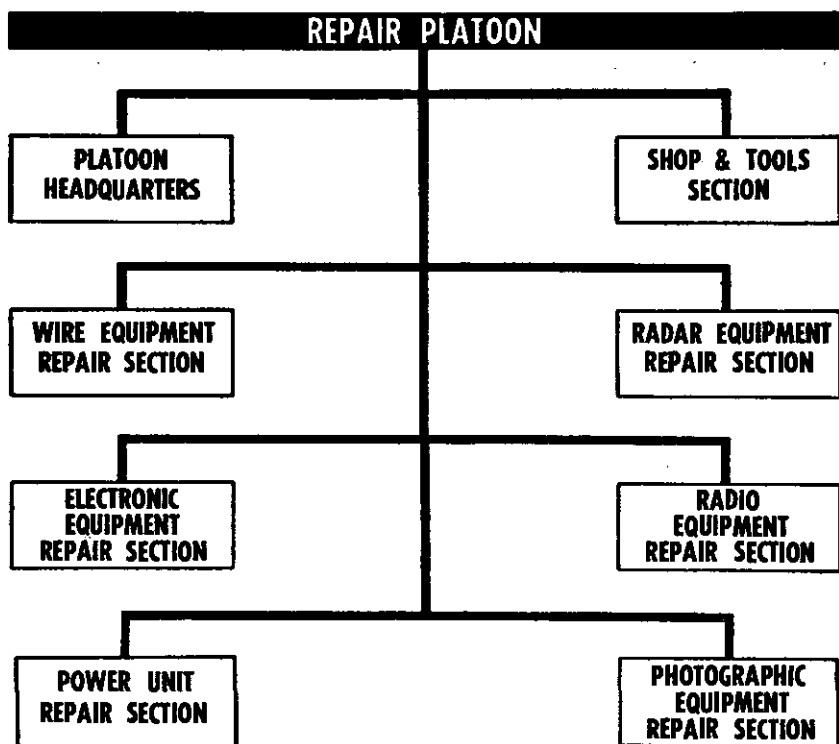 REPAIR PLATOON
PLATOON
HEADQUARTERS
SHOP & TOOLS
SECTION
WIRE EQUIPMENT
REPAIR SECTION
RADAR EQUIPMENT
REPAIR SECTION
ELECTRONIC
EQUIPMENT
REPAIR SECTION
RADIO
EQUIPMENT
REPAIR SECTION
POWER UNIT
REPAIR SECTION
PHOTOGRAPHIC
EQUIPMENT
REPAIR SECTION